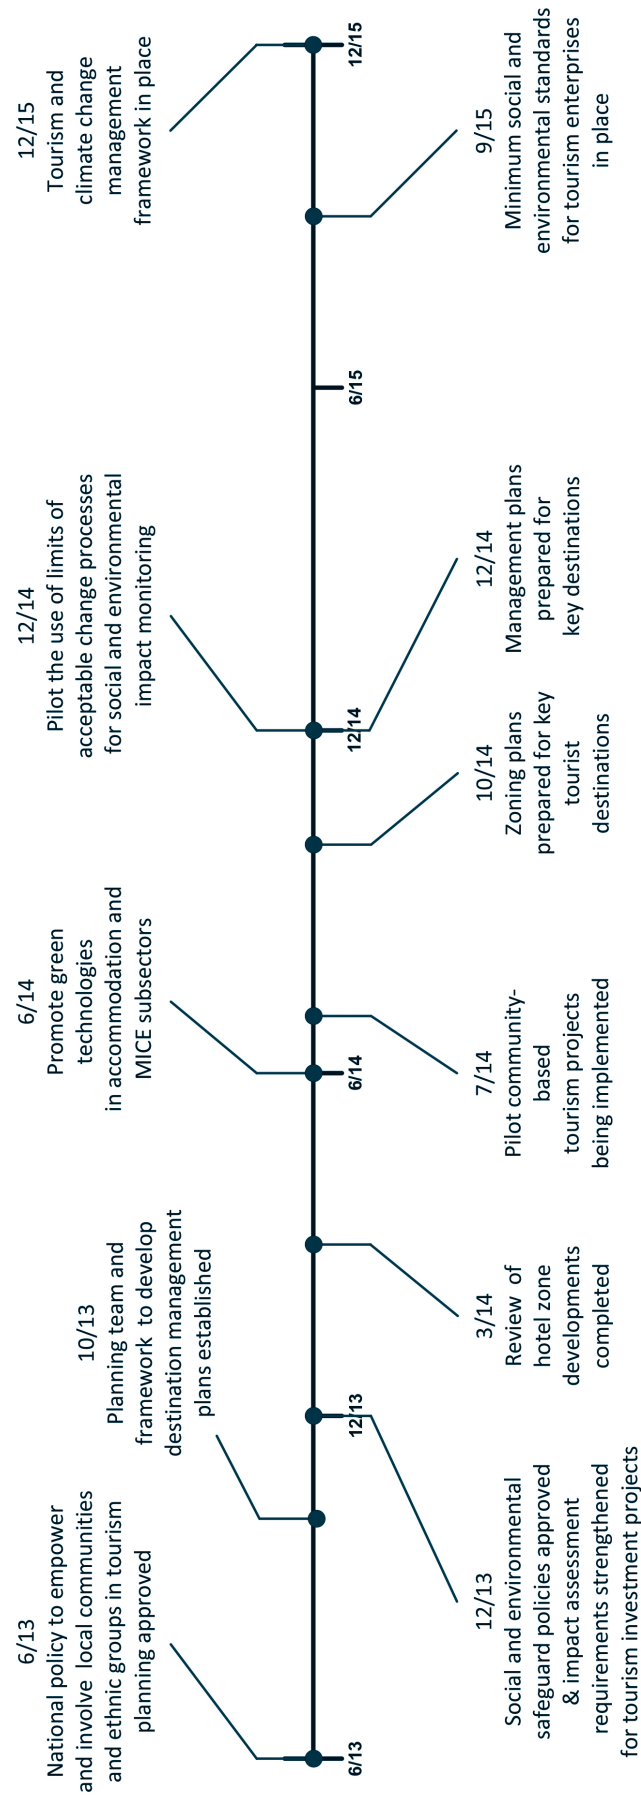 6/13
National policy to empower
and involve local communities
and ethnic groups in tourism
planning approved
10/13
Planning team and
framework to develop
destination management
plans established
6/14
Promote green
technologies
in accommodation and
MICE subsectors
12/14
Pilot the use of limits of
acceptable change processes
for social and environmental
impact monitoring
12/15
Tourism and
climate change
management
framework in place
6/13
12/13
6/14
12/14
6/15
12/15
12/13
Social and environmental
safeguard policies approved
& impact assessment
requirements strengthened
for tourism investment projects
3/14
Review of
hotel zone
developments
completed
7/14
Pilot community-
based
tourism projects
being implemented
10/14
Zoning plans
prepared for key
tourist
destinations
12/14
Management plans
prepared for
key destinations
9/15
Minimum social and
environmental standards
for tourism enterprises
in place